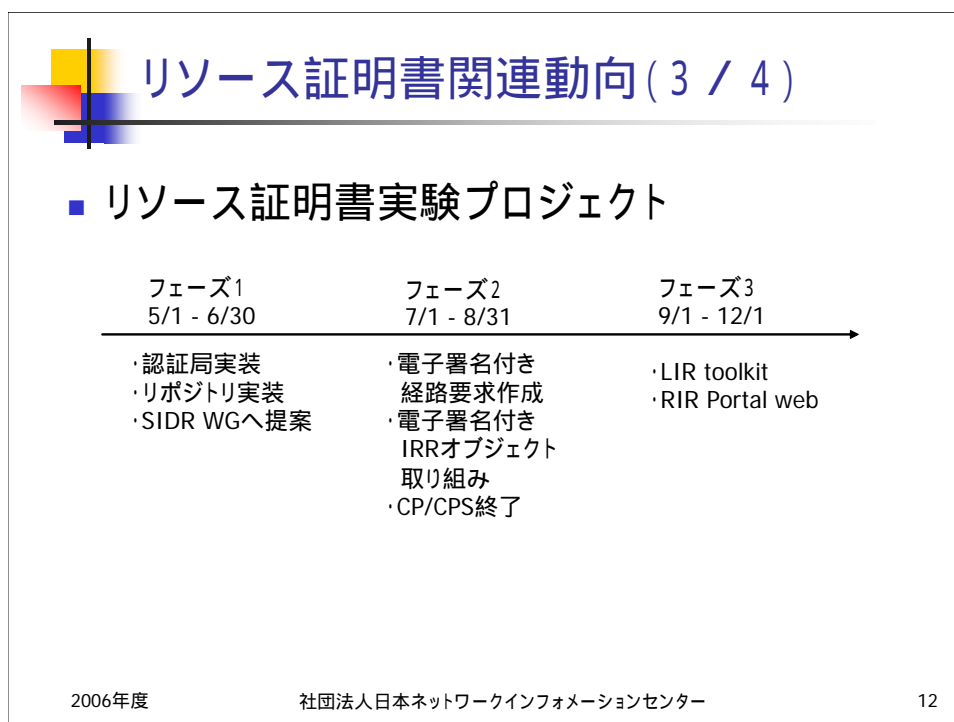 リソース証明書関連動向(3／4)
■ リソース証明書実験プロジェクト
フェーズ1
5/1 - 6/30
・認証局実装
・リポジトリ実装
・SIDR WGへ提案
フェーズ2
7/1 - 8/31
・電子署名付き
経路要求作成
・電子署名付き
IRRオブジェクト
取り組み
・CP/CPS終了
フェーズ3
9/1 - 12/1
・LIR toolkit
・RIR Portal web
2006年度
社団法人日本ネットワークインフォメーションセンター
12